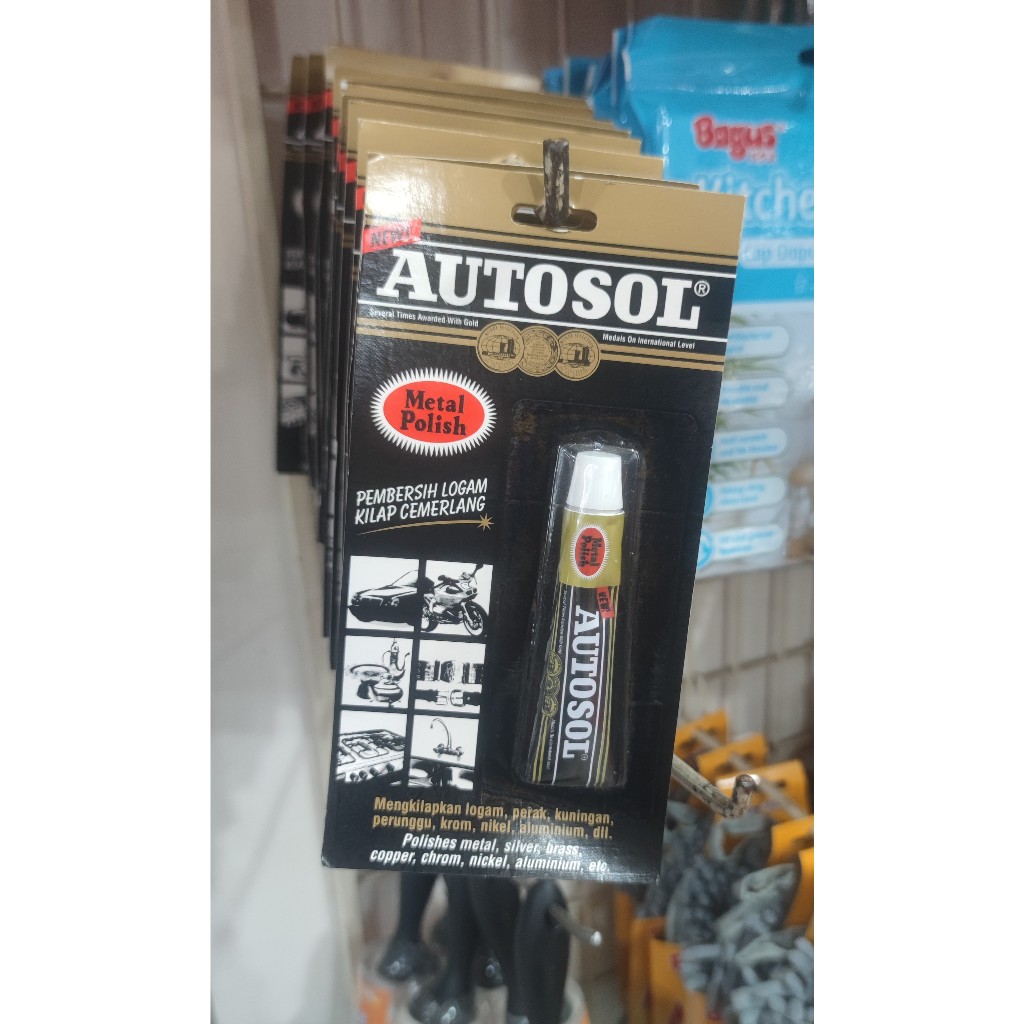 NEW!
AUTOSOL®
Several Times Awarded With Gold
Medals On Inernational Level
Metal
Polish
PEMBERSIH LOGAM
KILAP CEMERLANG
Metal
Polish
NEW!
AUTOSOL®
Mengkilapkan logam, perak, kuningan,
perunggu, krom, nikel, aluminium, dll.
Polishes metal, silver, brass,
copper, chrom, nickel, aluminium, etc.
Bagus
Kitche